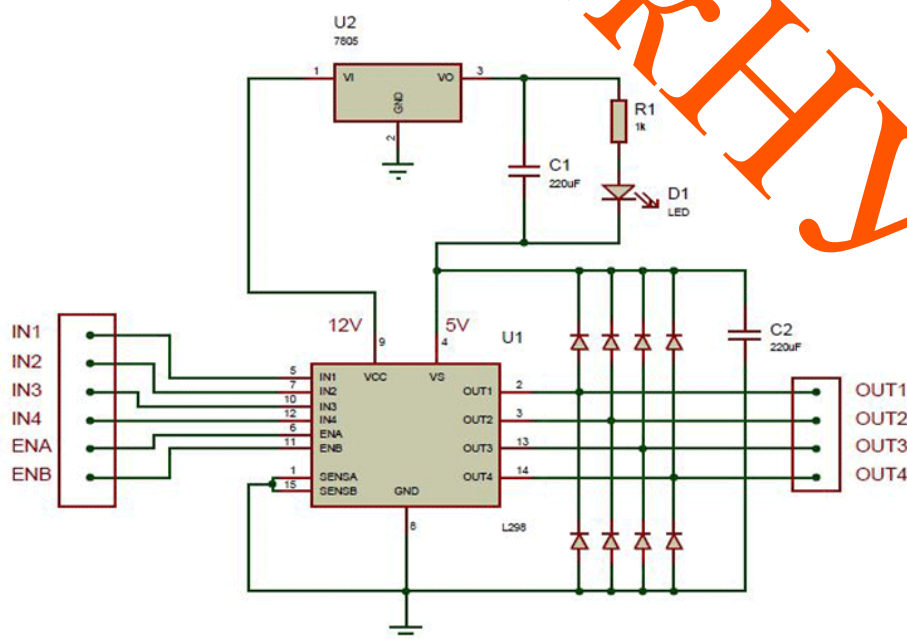 U2
7805
1 VI VO 3
GND
2
R1
1k
C1
220uF
D1
LED
12V 5V
9 4
U1
C2
220uF
IN1
IN2
IN3
IN4
ENA
ENB
5 IN1 VCC VS OUT1 2
7 IN2
10 IN3 OUT2 3
12 IN4
6 ENA
11 ENB OUT3 13
1 SENSA OUT4 14
15 SENSB GND
8
L298
OUT1
OUT2
OUT3
OUT4
RHY